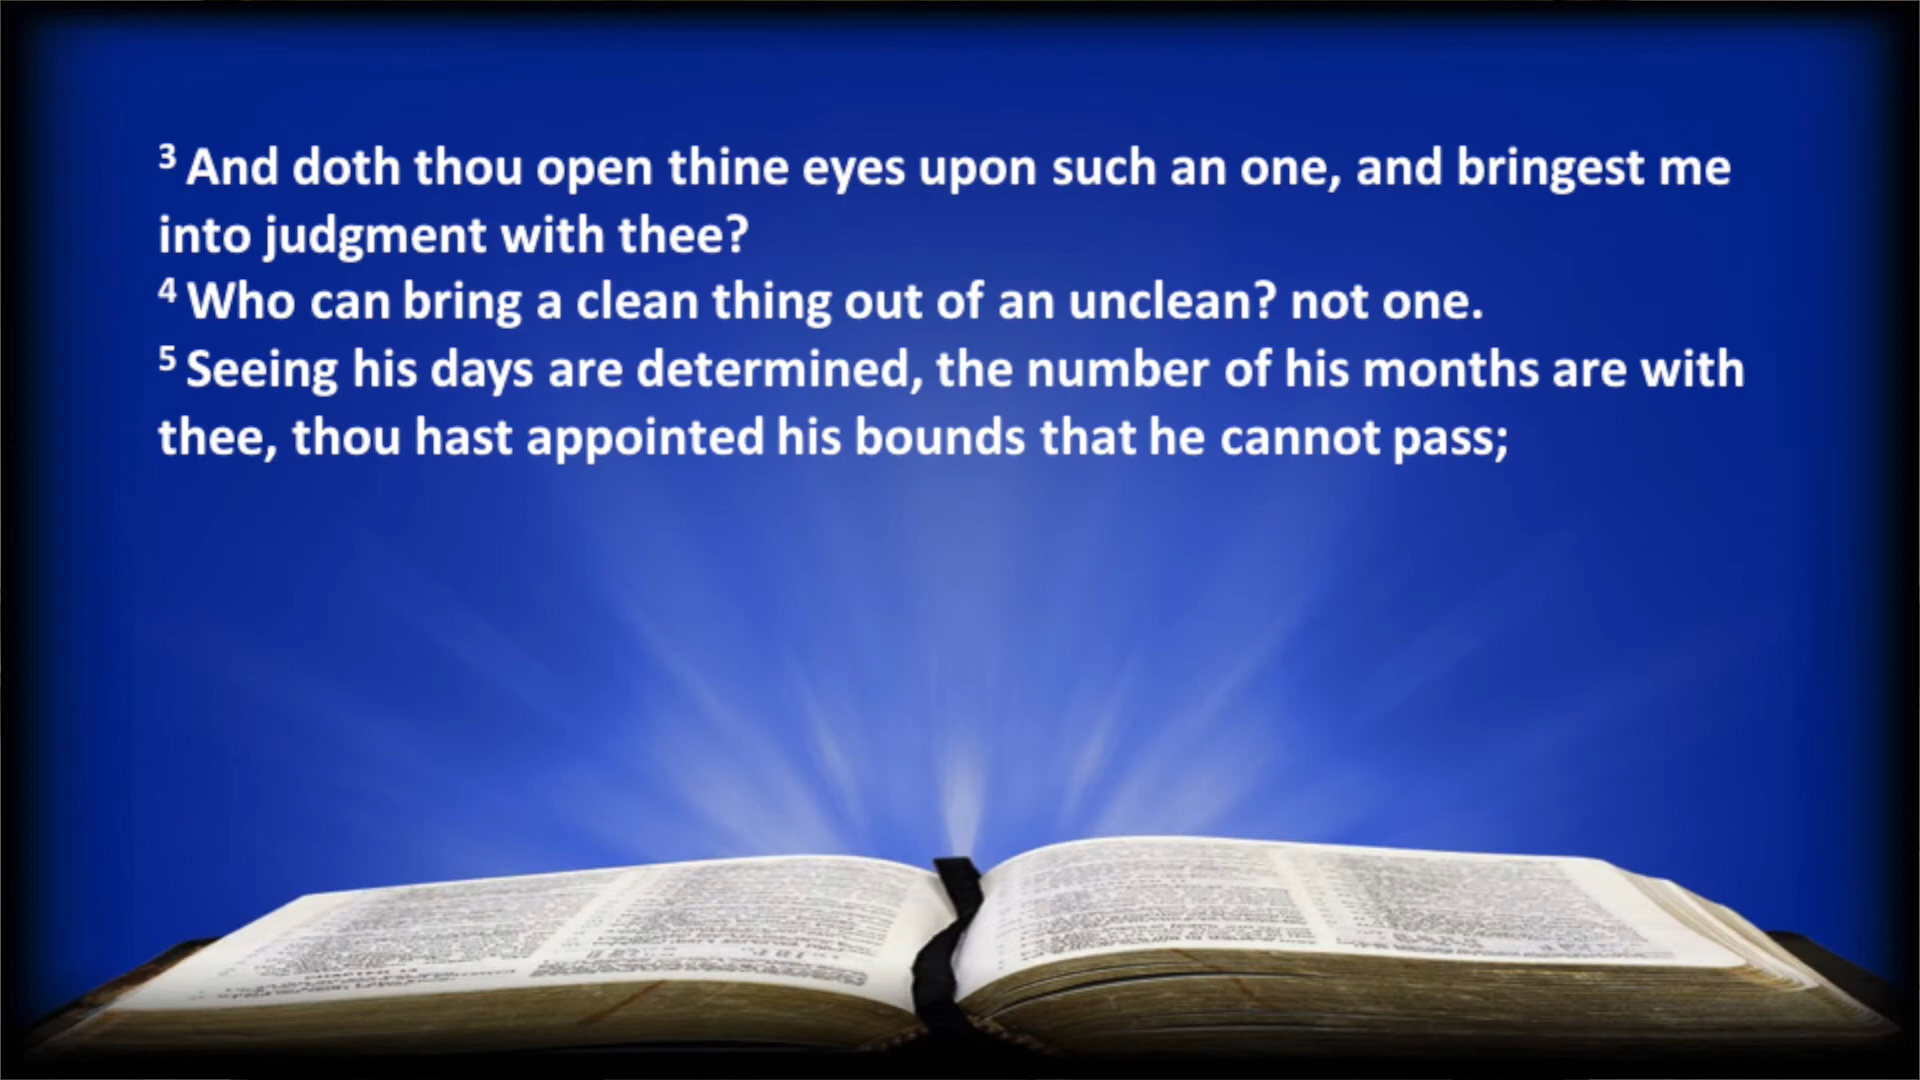 3 And doth thou open thine eyes upon such an one, and bringest me
into judgment with thee?
4 Who can bring a clean thing out of an unclean? not one.
5 Seeing his days are determined, the number of his months are with
thee, thou hast appointed his bounds that he cannot pass;